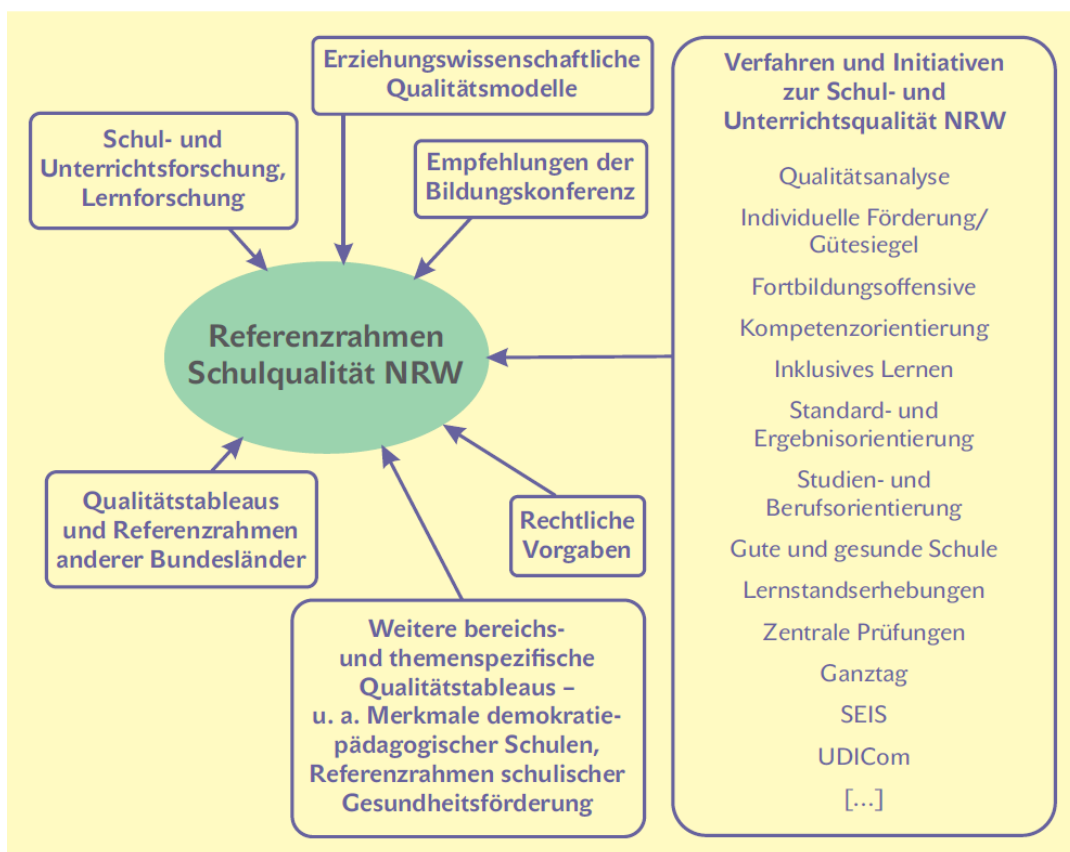 Erziehungswissenschaftliche
Qualitätsmodelle
Schul- und
Unterrichtsforschung,
Lernforschung
Empfehlungen der
Bildungskonferenz
Referenzrahmen
Schulqualität NRW
Qualitätstableaus
und Referenzrahmen
anderer Bundesländer
Rechtliche
Vorgaben
Weitere bereichs-
und themenspezifische
Qualitätstableaus –
u. a. Merkmale demokratie-
pädagogischer Schulen,
Referenzrahmen schulischer
Gesundheitsförderung
Verfahren und Initiativen
zur Schul- und
Unterrichtsqualität NRW
Qualitätsanalyse
Individuelle Förderung/
Gütesiegel
Fortbildungsoffensive
Kompetenzorientierung
Inklusives Lernen
Standard- und
Ergebnisorientierung
Studien- und
Berufsorientierung
Gute und gesunde Schule
Lernstandserhebungen
Zentrale Prüfungen
Ganztag
SEIS
UDICom
[...]